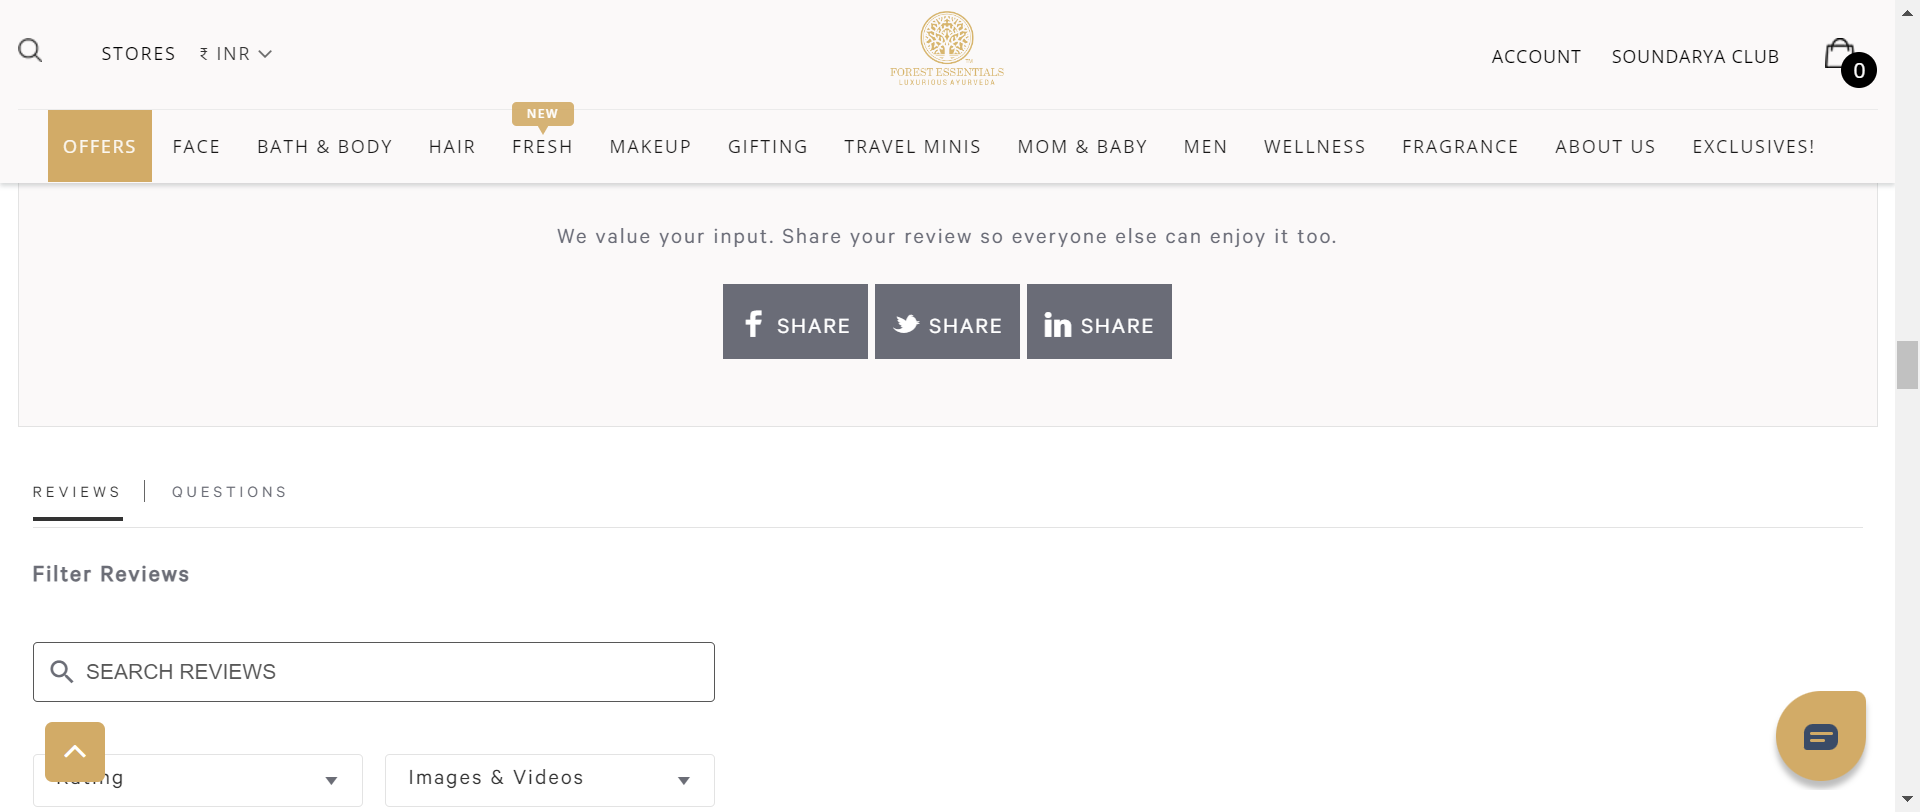 STORES ₹ INR
FOREST ESSENTIALS
LUXURIOUS AYURVEDA
ACCOUNT SOUNDARYA CLUB 0
NEW
OFFERS FACE BATH & BODY HAIR FRESH MAKEUP GIFTING TRAVEL MINIS MOM & BABY MEN WELLNESS FRAGRANCE ABOUT US EXCLUSIVES!
We value your input. Share your review so everyone else can enjoy it too.
SHARE SHARE SHARE
REVIEWS QUESTIONS
Filter Reviews
SEARCH REVIEWS
Rating Images & Videos